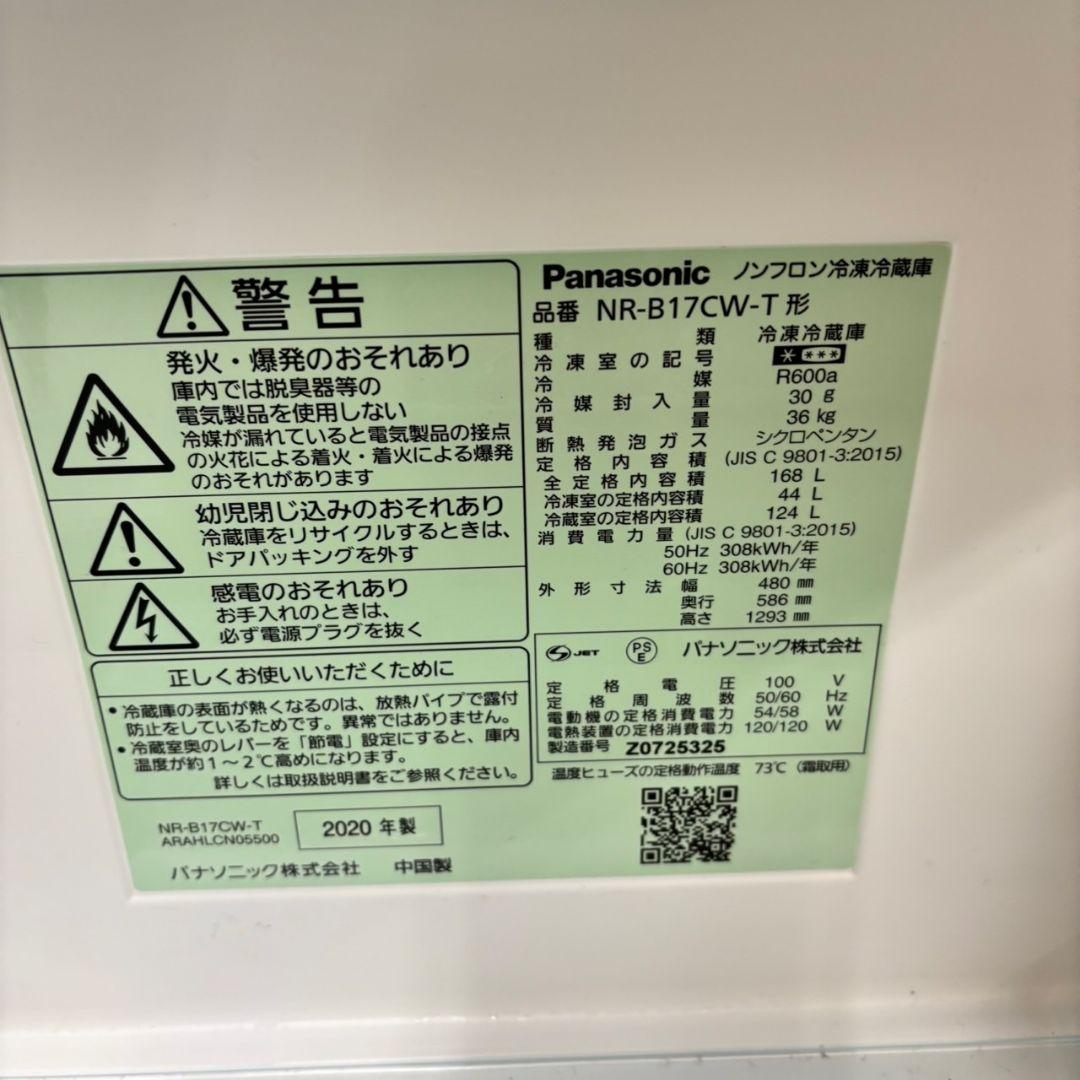 警告
発火・爆発のおそれあり
庫内では脱臭器等の
電気製品を使用しない
冷媒が漏れていると電気製品の接点
の火花による着火・着火による爆発
のおそれがあります
幼児閉じ込みのおそれあり
冷蔵庫をリサイクルするときは、
ドアパッキングを外す
感電のおそれあり
お手入れのときは、
必ず電源プラグを抜く
正しくお使いいただくために
・冷蔵庫の表面が熱くなるのは、放熱パイプで露付
防止をしているためです。異常ではありません。
・冷蔵室奥のレバーを「節電」設定にすると、庫内
温度が約1～2℃高めになります。
詳しくは取扱説明書をご参照ください。
NR-B17CW-T
ARAHLCN05500
2020 年製
パナソニック株式会社 中国製
Panasonic ノンフロン冷凍冷蔵庫
品番 NR-B17CW-T 形
種類 冷凍冷蔵庫
冷凍室の記号 * ***
冷媒 R600a
冷媒封入量 30 g
質量 36 kg
断熱発泡ガス シクロペンタン
定格内容積 (JIS C 9801-3:2015)
全定格内容積 168 L
冷凍室の定格内容積 44 L
冷蔵室の定格内容積 124 L
消費電力量 (JIS C 9801-3:2015)
50Hz 308kWh/年
60Hz 308kWh/年
外形寸法 幅 480 mm
奥行 586 mm
高さ 1293 mm
JET PS E パナソニック株式会社
定格電圧 100 V
定格周波数 50/60 Hz
電動機の定格消費電力 54/58 W
電熱装置の定格消費電力 120/120 W
製造番号 Z0725325
温度ヒューズの定格動作温度 73℃（霜取用）